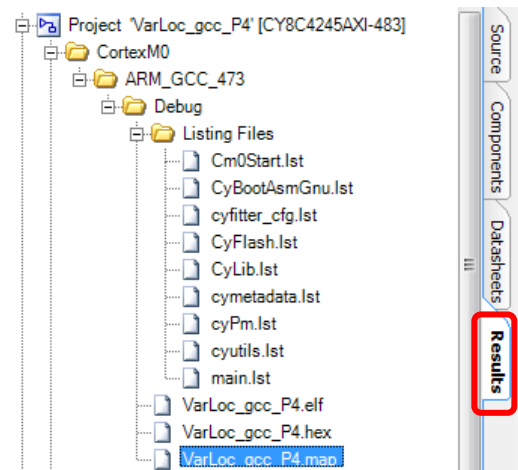 Project 'VarLoc_gcc_P4' [CY8C4245AXI-483]
CortexM0
ARM_GCC_473
Debug
Listing Files
Cm0Start.lst
CyBootAsmGnu.lst
cyfitter_cfg.lst
CyFlash.lst
CyLib.lst
cymetadata.lst
cyPm.lst
cyutils.lst
main.lst
VarLoc_gcc_P4.elf
VarLoc_gcc_P4.hex
VarLoc_gcc_P4.map
Source
Components
Datasheets
Results